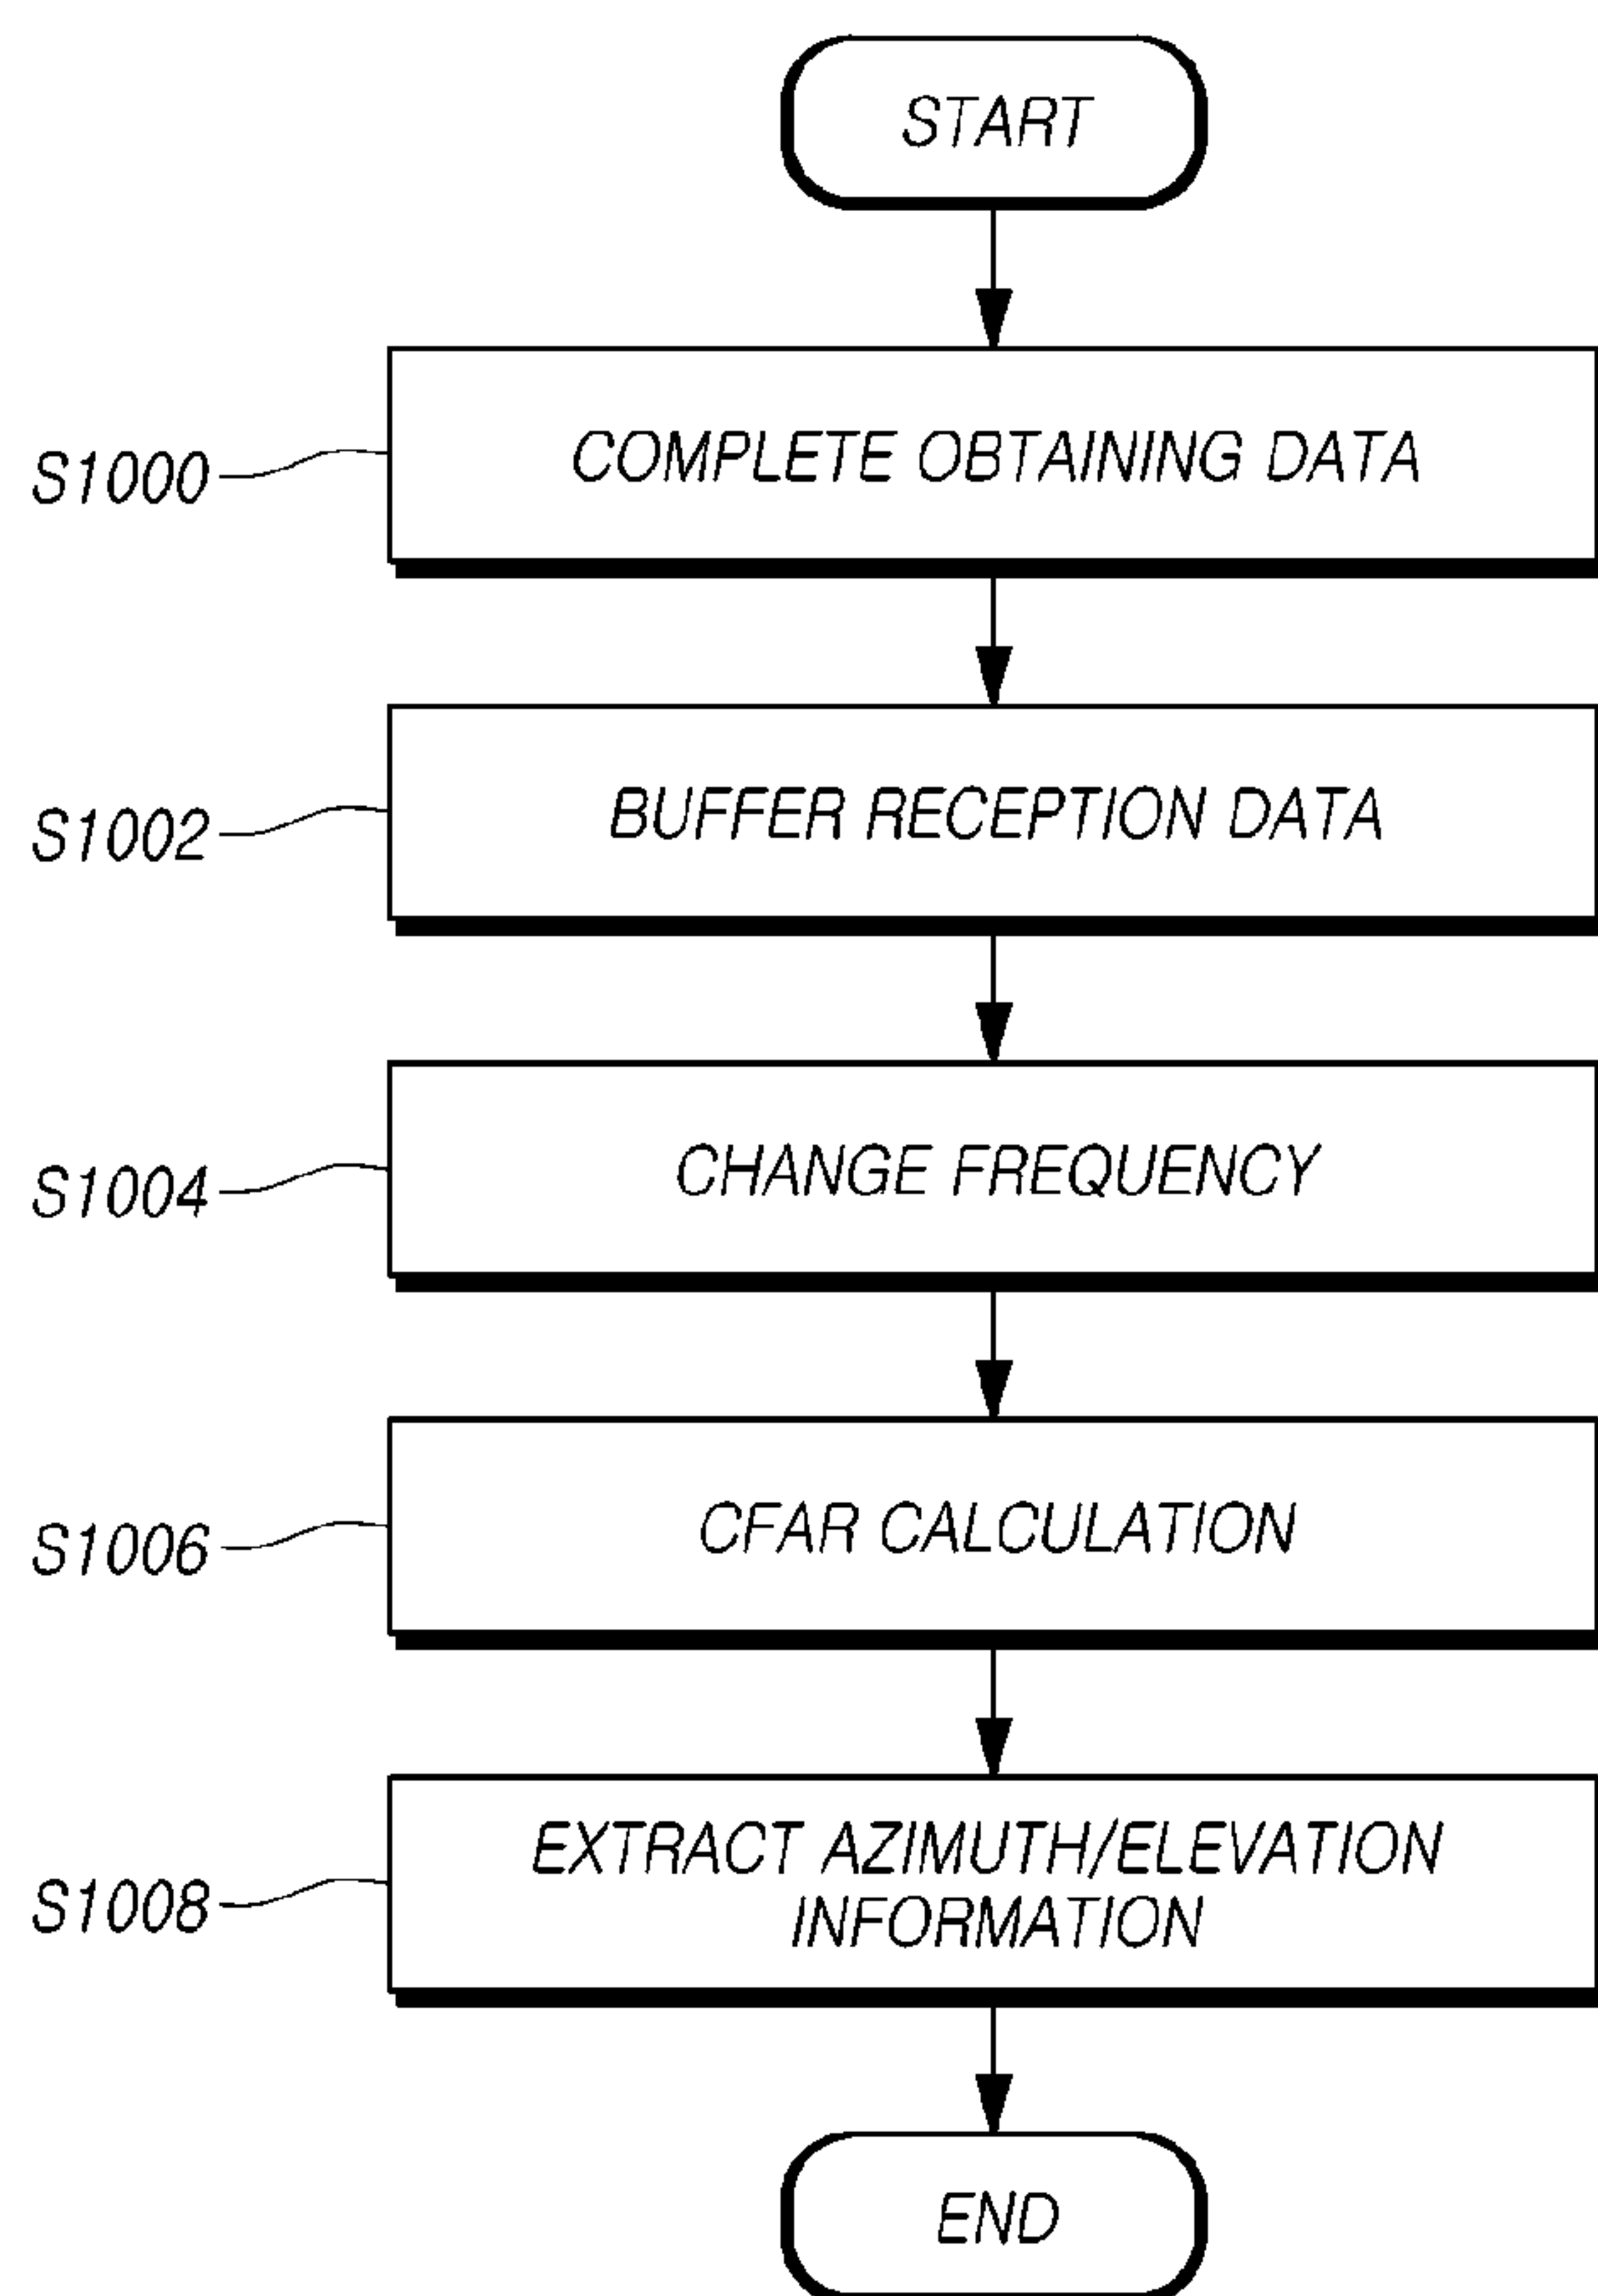 START
S1000
COMPLETE OBTAINING DATA
S1002
BUFFER RECEPTION DATA
S1004
CHANGE FREQUENCY
S1006
CFAR CALCULATION
S1008
EXTRACT AZIMUTH/ELEVATION
INFORMATION
END